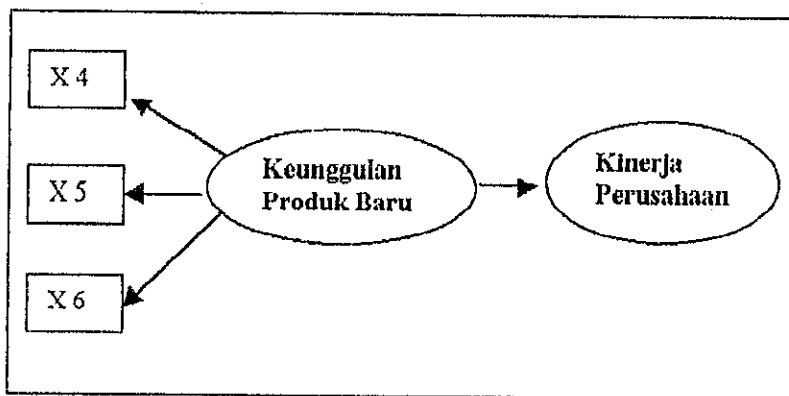 X 4
X 5
X 6
Keunggulan
Produk Baru
Kinerja
Perusahaan